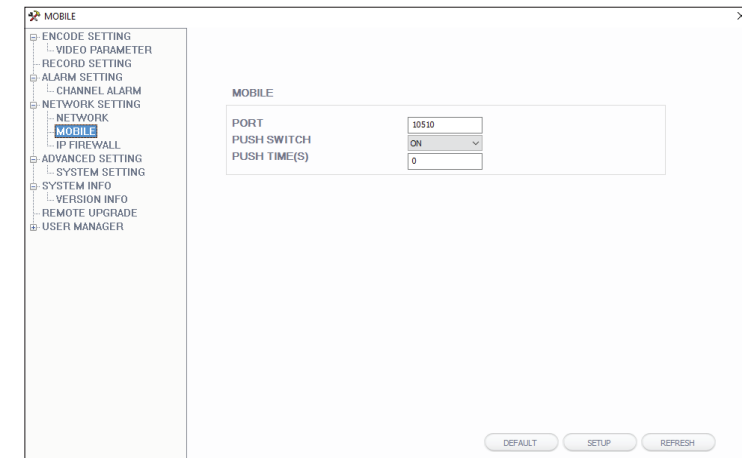 MOBILE
ENCODE SETTING
VIDEO PARAMETER
RECORD SETTING
ALARM SETTING
CHANNEL ALARM
NETWORK SETTING
NETWORK
MOBILE
IP FIREWALL
ADVANCED SETTING
SYSTEM SETTING
SYSTEM INFO
VERSION INFO
REMOTE UPGRADE
USER MANAGER
MOBILE
PORT 10510
PUSH SWITCH ON
PUSH TIME(S) 0
DEFAULT SETUP REFRESH